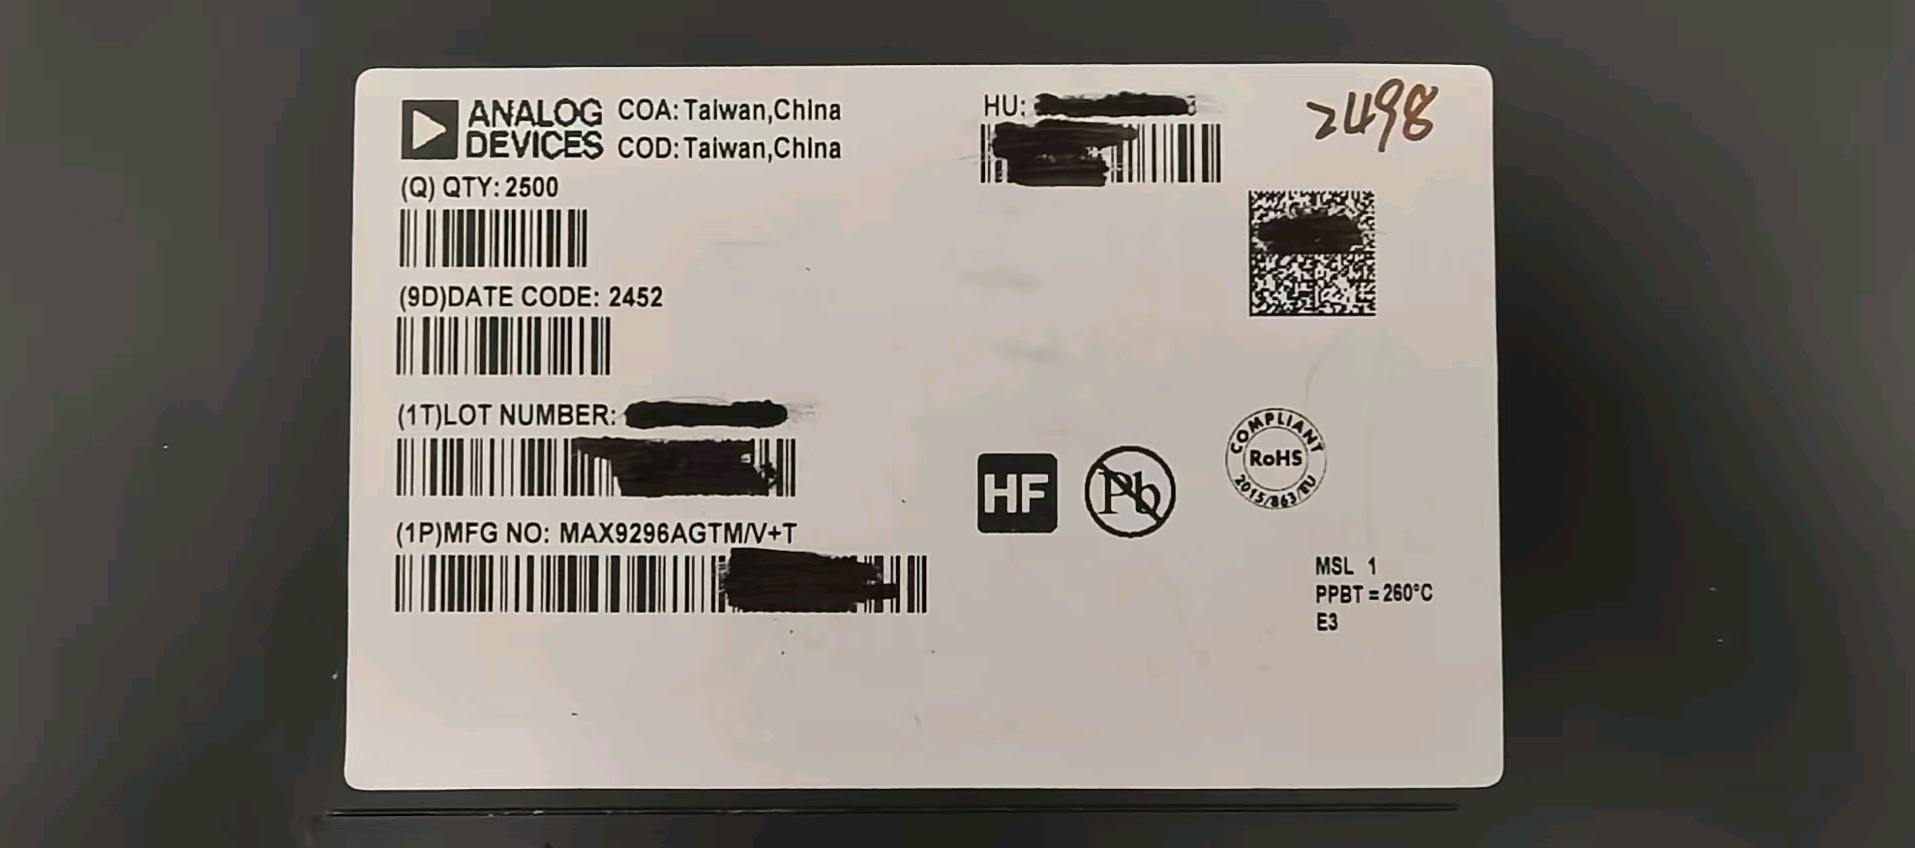 ANALOG DEVICES
COA: Taiwan,China
COD: Taiwan,China
HU:
2498
(Q) QTY: 2500
(9D)DATE CODE: 2452
(1T)LOT NUMBER:
(1P)MFG NO: MAX9296AGTM/V+T
HF
Pb
COMPLIANT
RoHS
2015/863/EU
MSL 1
PPBT = 260°C
E3